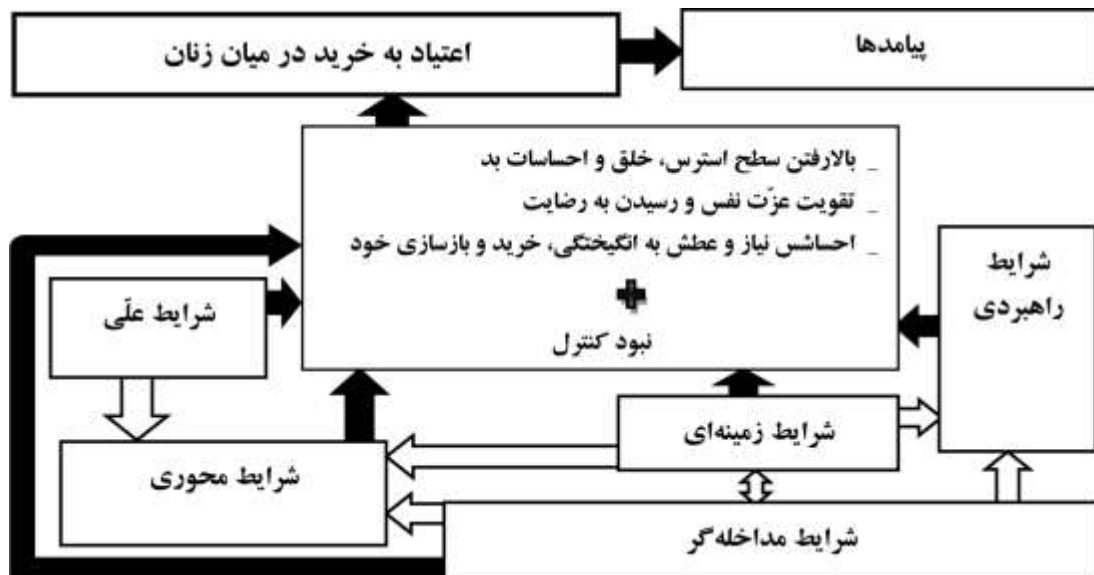 پیامدها
اعتیاد به خرید در میان زنان
_ بالارفتن سطح استرس، خلق و احساسات بد
_ تقویت عزّت نفس و رسیدن به رضایت
_ احساشس نیاز و عطش به انگیختگی، خرید و بازسازی خود
نبود کنترل
شرایط
راهبردی
شرایط علّی
شرایط زمینه‌ای
شرایط محوری
شرایط مداخله‌گر